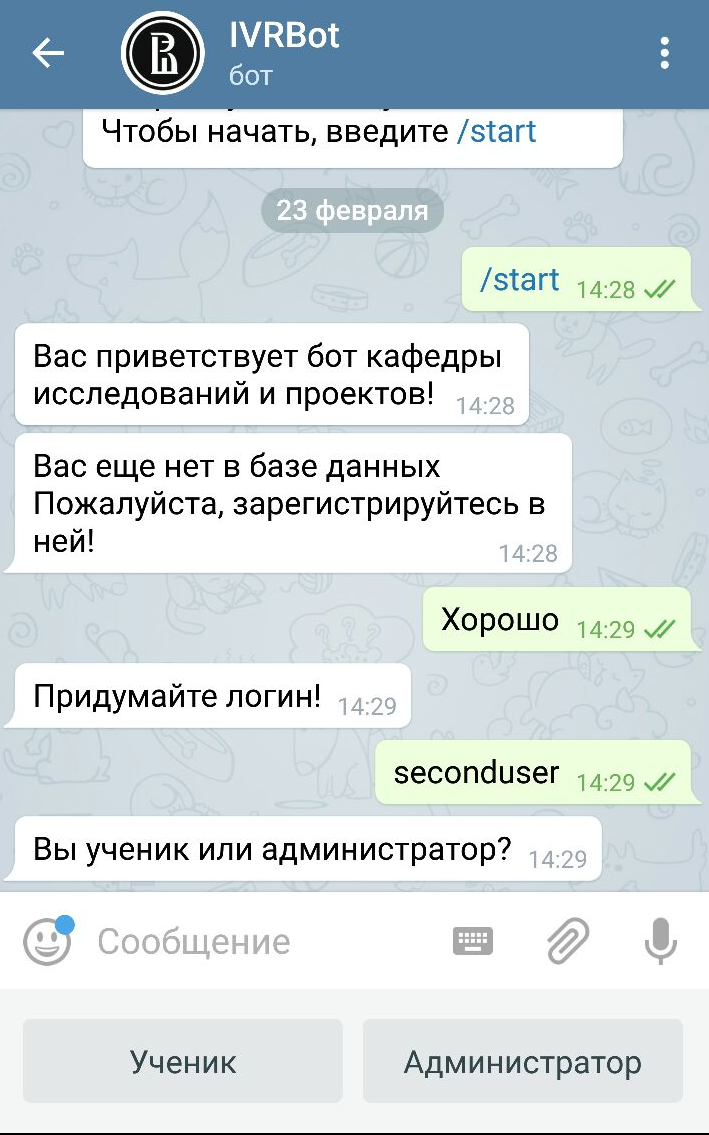 IVRBot
бот
Чтобы начать, введите /start
23 февраля
/start 14:28
Вас приветствует бот кафедры
исследований и проектов! 14:28
Вас еще нет в базе данных
Пожалуйста, зарегистрируйтесь в
ней!
14:28
Хорошо 14:29
Придумайте логин! 14:29
seconduser 14:29
Вы ученик или администратор? 14:29
Сообщение
Ученик
Администратор